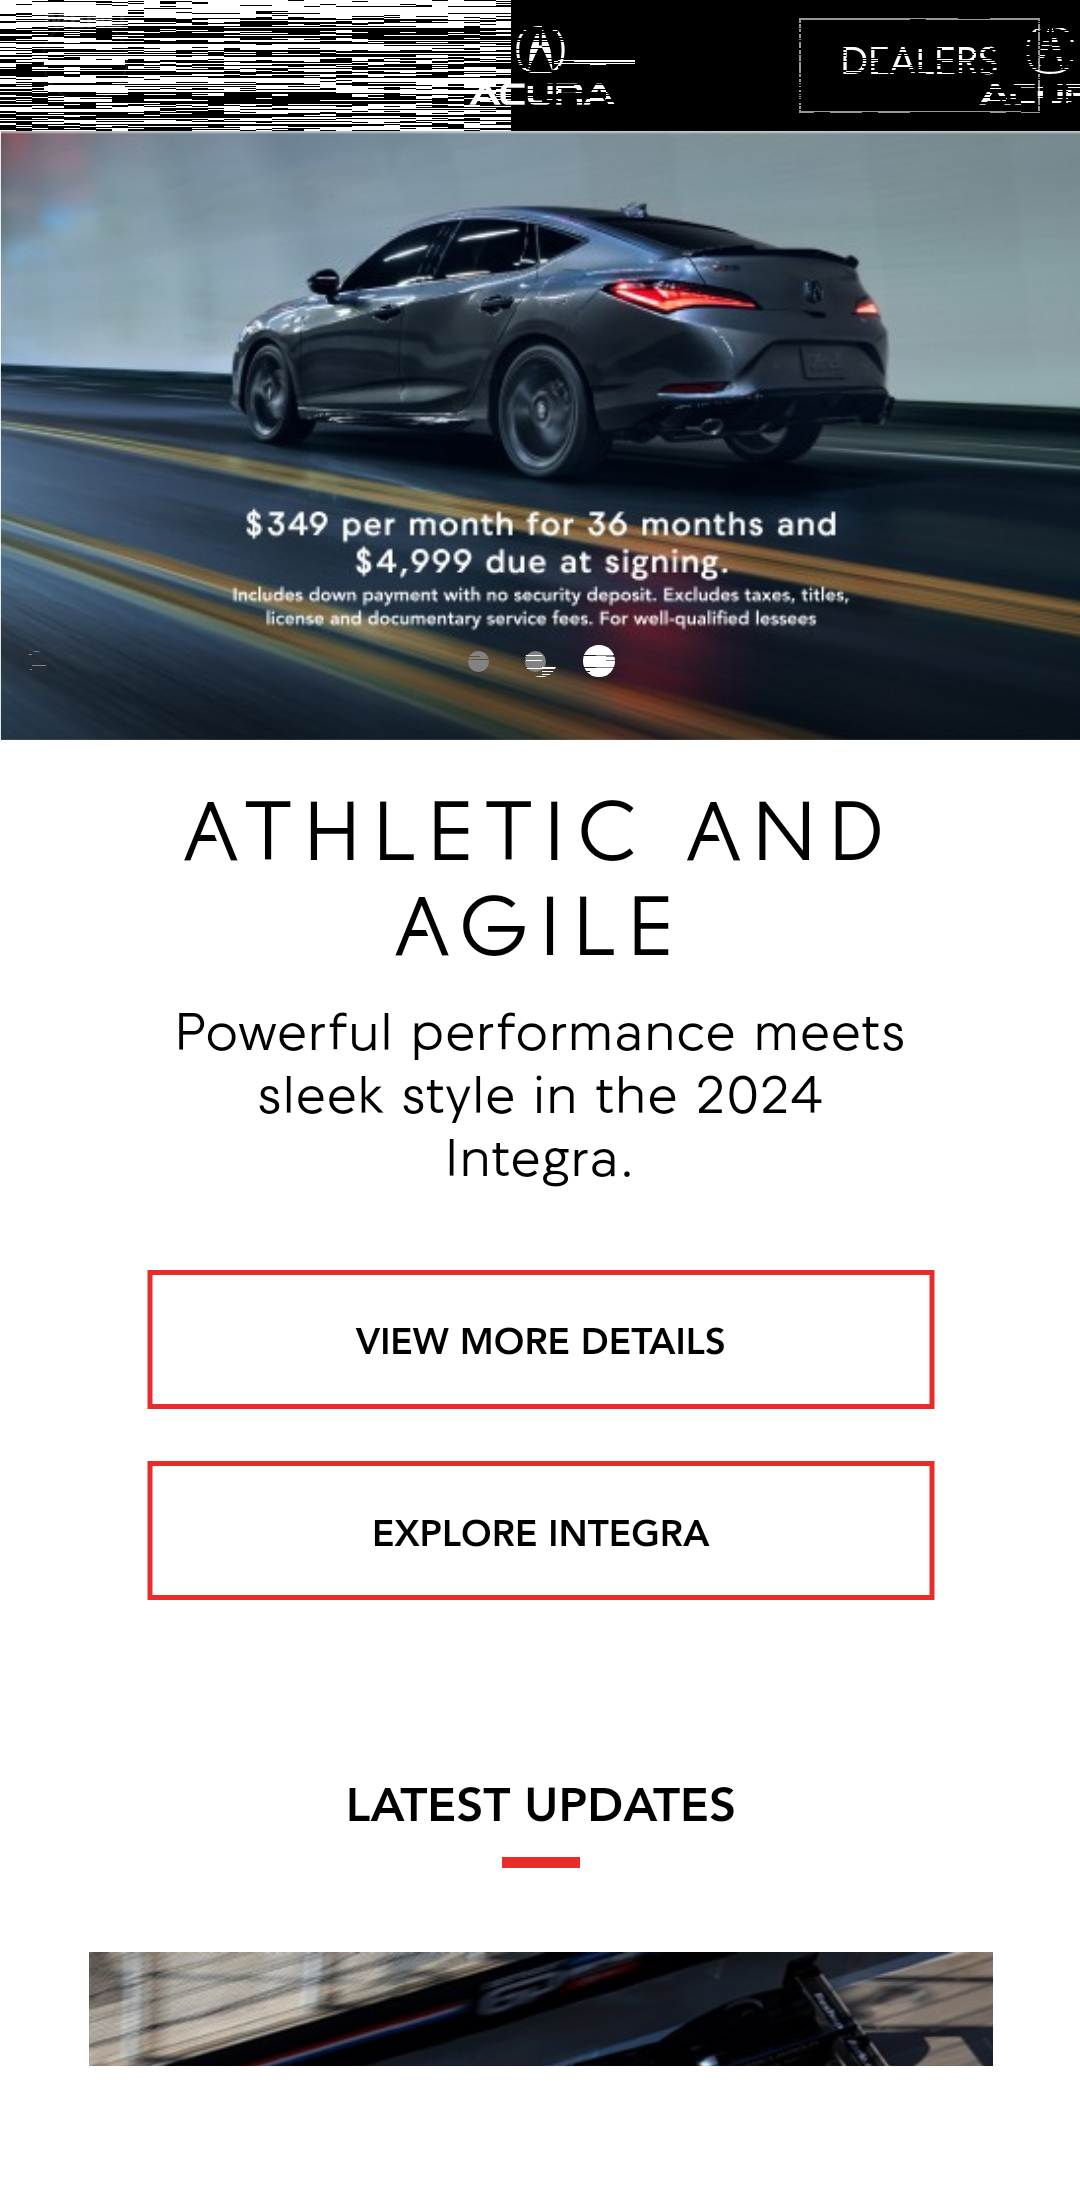 ACURA
DEALERS
$349 per month for 36 months and
$4,999 due at signing.
Includes down payment with no security deposit. Excludes taxes, titles,
license and documentary service fees. For well-qualified lessees
ATHLETIC AND
AGILE
Powerful performance meets
sleek style in the 2024
Integra.
VIEW MORE DETAILS
EXPLORE INTEGRA
LATEST UPDATES